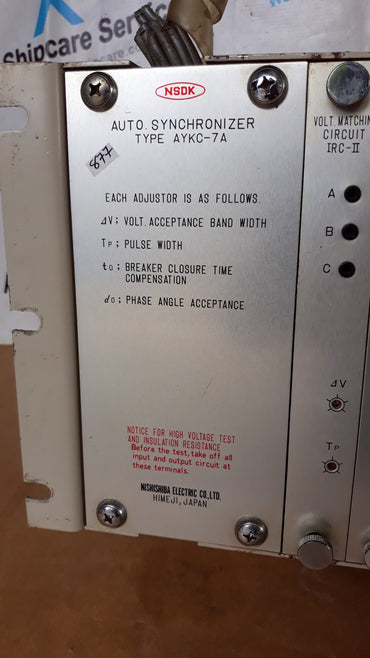 Shipcare Serv
NSDK
AUTO. SYNCHRONIZER
TYPE AYKC-7A
877
EACH ADJUSTOR IS AS FOLLOWS.
ΔV; VOLT. ACCEPTANCE BAND WIDTH
TP; PULSE WIDTH
t0; BREAKER CLOSURE TIME
COMPENSATION
d0; PHASE ANGLE ACCEPTANCE
NOTICE FOR HIGH VOLTAGE TEST
AND INSULATION RESISTANCE
Before the test, take off all
input and output circuit at
these terminals.
NISHISHIBA ELECTRIC CO., LTD.
HIMEJI, JAPAN
VOLT. MATCHIN
CIRCUIT
IRC-II
A
B
C
ΔV
TP